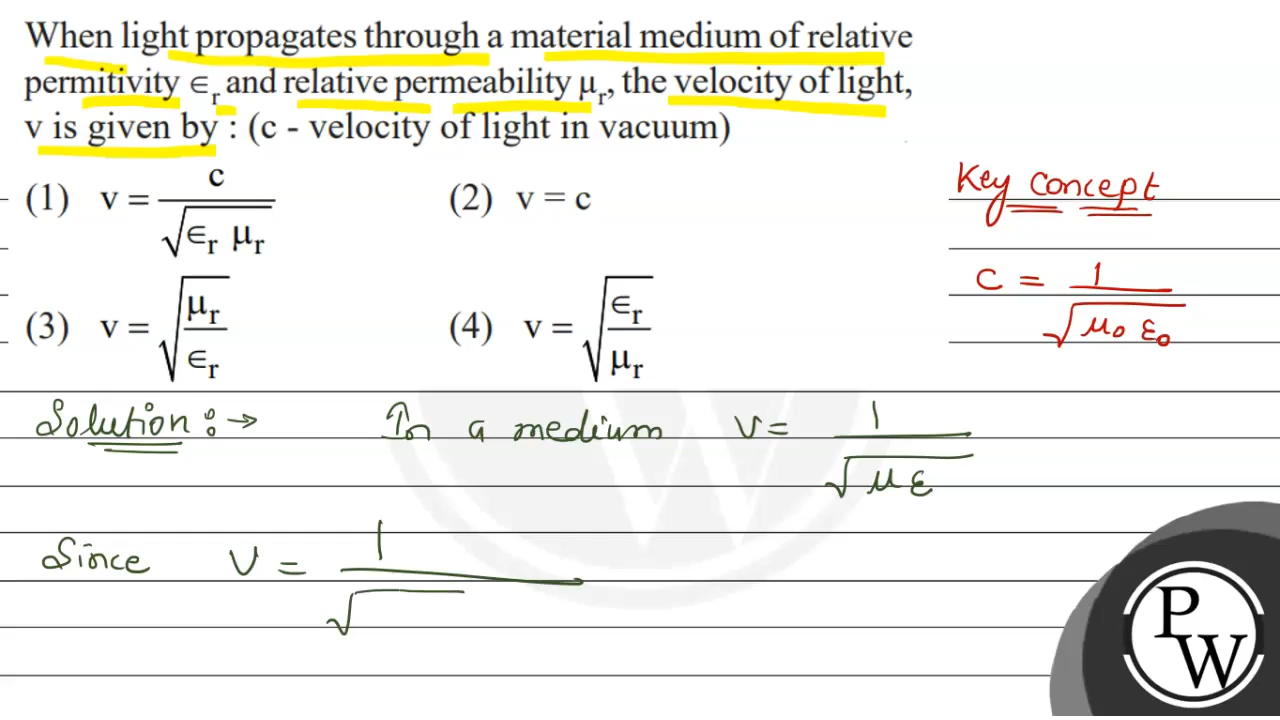 When light propagates through a material medium of relative
permitivity ∈r and relative permeability μr, the velocity of light,
v is given by : (c - velocity of light in vacuum)
(1) v = c/√(∈r μr) (2) v = c
(3) v = √(μr/∈r) (4) v = √(∈r/μr)
Key Concept
C = 1/√(μ0 ε0)
Solution :→ In a medium V = 1/√(με)
Since V = 1/√
P
W